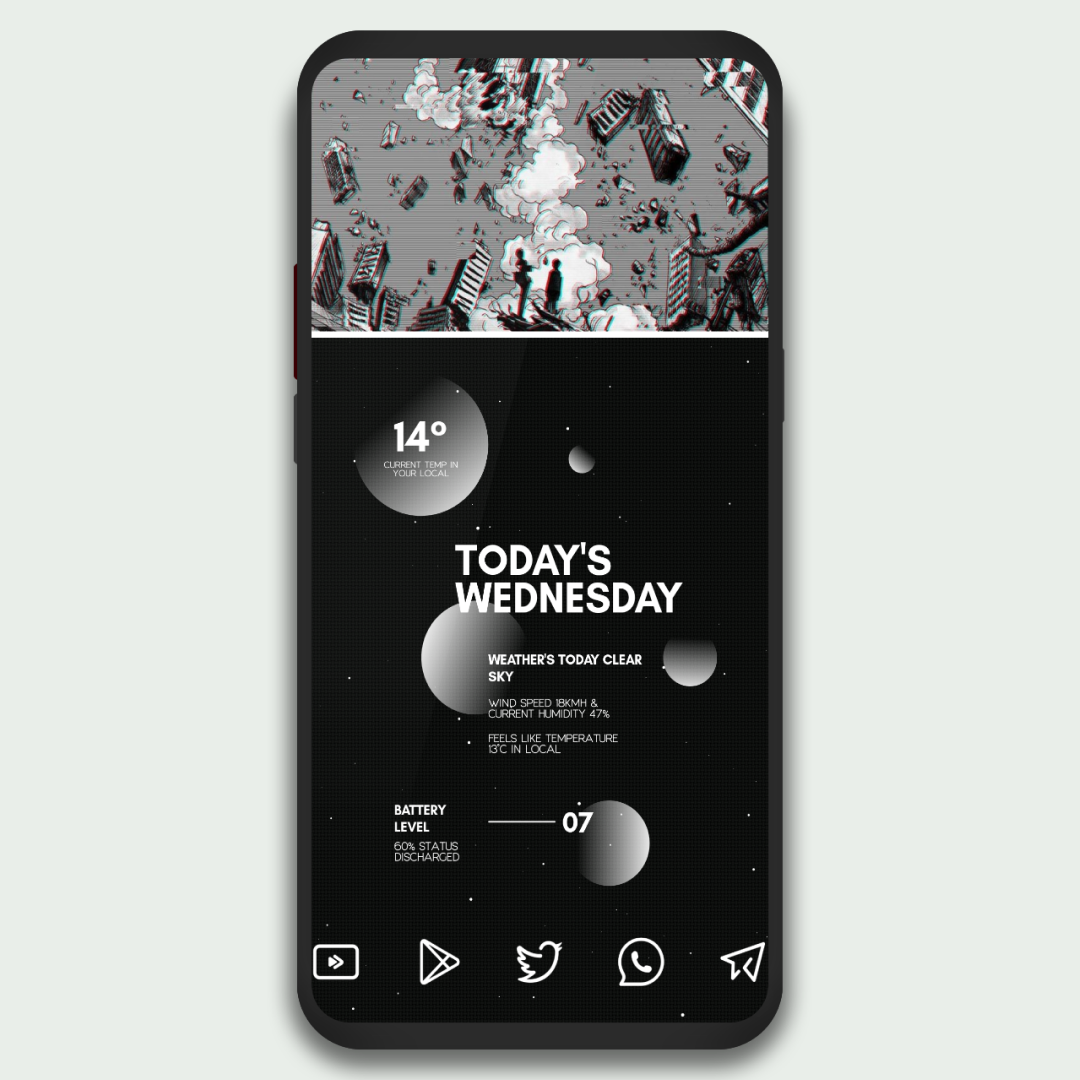 14º
CURRENT TEMP IN
YOUR LOCAL
TODAY'S
WEDNESDAY
WEATHER'S TODAY CLEAR
SKY
WIND SPEED 18KMH &
CURRENT HUMIDITY 47%
FEELS LIKE TEMPERATURE
13°C IN LOCAL
BATTERY
LEVEL
07
60% STATUS
DISCHARGED